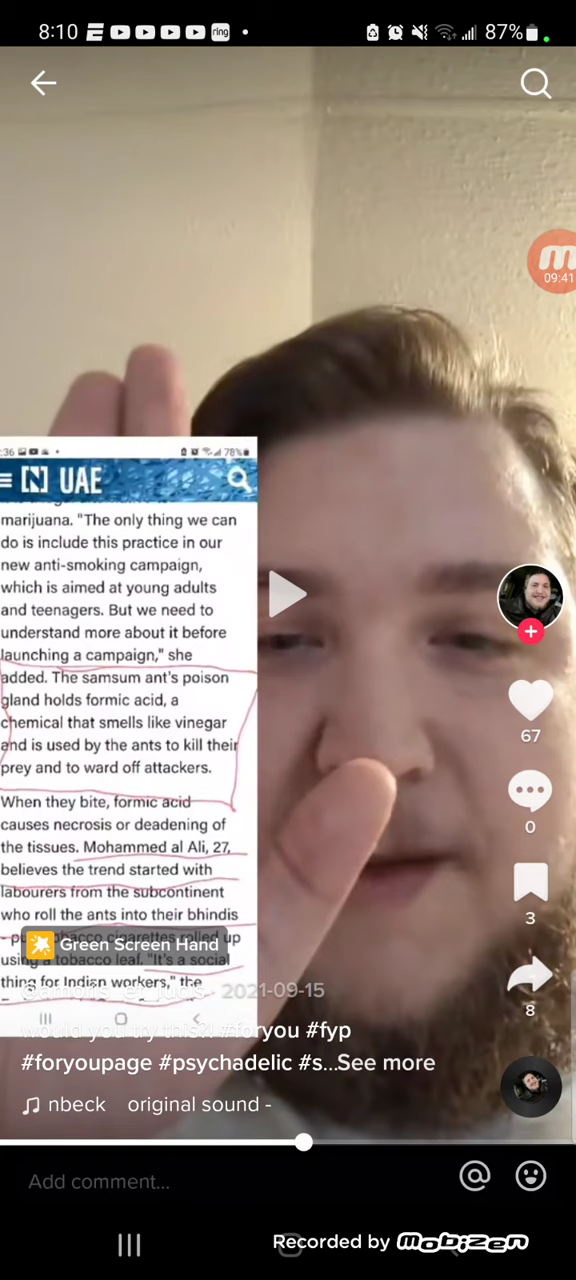 8:10
ring
87%
09:41
:36
78%
N UAE
marijuana. "The only thing we can
do is include this practice in our
new anti-smoking campaign,
which is aimed at young adults
and teenagers. But we need to
understand more about it before
launching a campaign," she
added. The samsum ant's poison
gland holds formic acid, a
chemical that smells like vinegar
and is used by the ants to kill their
prey and to ward off attackers.
When they bite, formic acid
causes necrosis or deadening of
the tissues. Mohammed al Ali, 27,
believes the trend started with
labourers from the subcontinent
who roll the ants into their bhindis
tobacco cigarettes rolled up
using a tobacco leaf. "It's a social
thing for Indian workers," the
Green Screen Hand
2021-09-15
would you try this?! #foryou #fyp
#foryoupage #psychadelic #s...See more
nbeck original sound -
67
0
3
8
Add comment...
Recorded by Mobizen